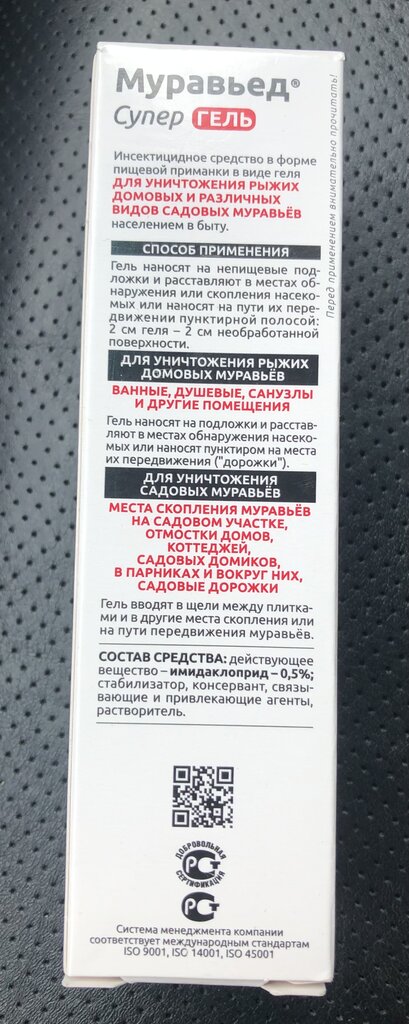 Муравьед®
Супер ГЕЛЬ
Инсектицидное средство в форме
пищевой приманки в виде геля
ДЛЯ УНИЧТОЖЕНИЯ РЫЖИХ
ДОМОВЫХ И РАЗЛИЧНЫХ
ВИДОВ САДОВЫХ МУРАВЬЁВ
населением в быту.
Перед применением внимательно прочитать!
СПОСОБ ПРИМЕНЕНИЯ
Гель наносят на непищевые под-
ложки и расставляют в местах об-
наружения или скопления насеко-
мых или наносят на пути их пере-
движении пунктирной полосой:
2 см геля – 2 см необработанной
поверхности.
ДЛЯ УНИЧТОЖЕНИЯ РЫЖИХ
ДОМОВЫХ МУРАВЬЁВ
ВАННЫЕ, ДУШЕВЫЕ, САНУЗЛЫ
И ДРУГИЕ ПОМЕЩЕНИЯ
Гель наносят на подложки и расстав-
ляют в местах обнаружения насеко-
мых или наносят пунктиром на места
их передвижения ("дорожки").
ДЛЯ УНИЧТОЖЕНИЯ
САДОВЫХ МУРАВЬЁВ
МЕСТА СКОПЛЕНИЯ МУРАВЬЁВ
НА САДОВОМ УЧАСТКЕ,
ОТМОСТКИ ДОМОВ,
КОТТЕДЖЕЙ,
САДОВЫХ ДОМИКОВ,
В ПАРНИКАХ И ВОКРУГ НИХ,
САДОВЫЕ ДОРОЖКИ
Гель вводят в щели между плитка-
ми и в другие места скопления или
на пути передвижения муравьёв.
СОСТАВ СРЕДСТВА: действующее
вещество – имидаклоприд – 0,5%;
стабилизатор, консервант, связы-
вающие и привлекающие агенты,
растворитель.
ДОБРОВОЛЬНАЯ
РСТ
СЕРТИФИКАЦИЯ
РСТ
Система менеджмента компании
соответствует международным стандартам
ISO 9001, ISO 14001, ISO 45001